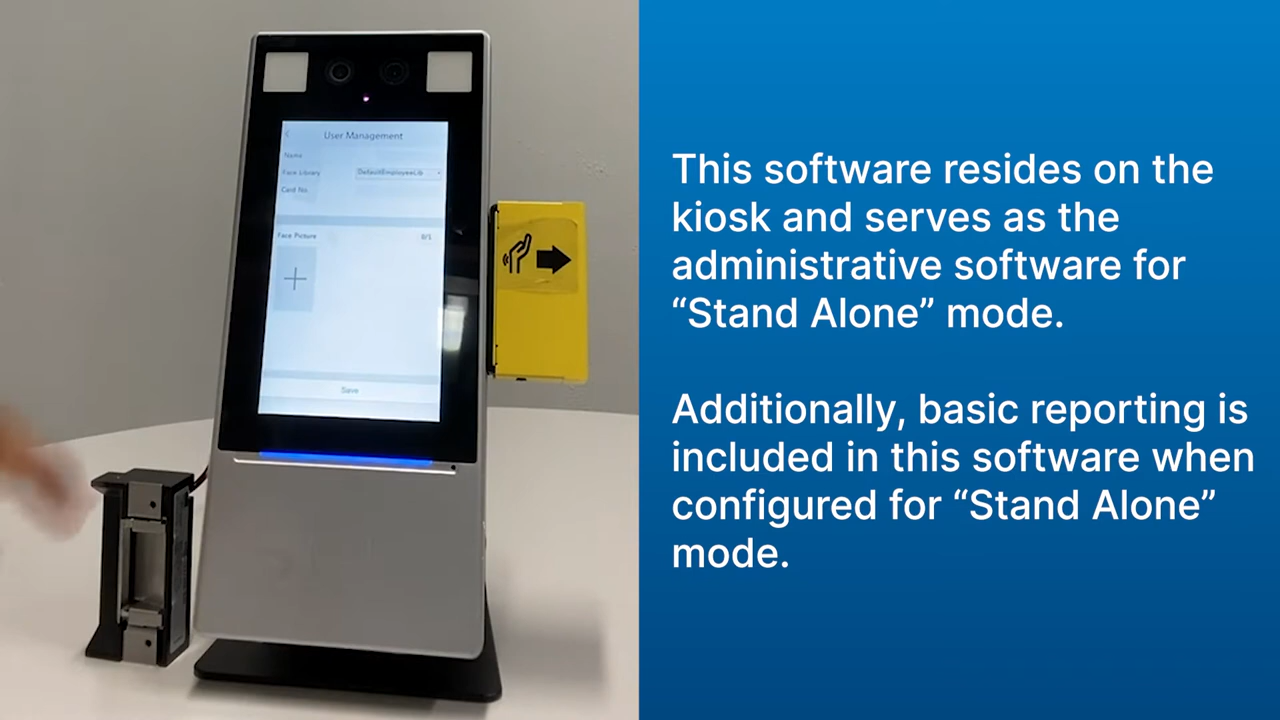 User Management
Name
Face Library DefaultEmployeeLib
Card No.
Face Picture 0/1
Save
This software resides on the
kiosk and serves as the
administrative software for
“Stand Alone” mode.
Additionally, basic reporting is
included in this software when
configured for “Stand Alone”
mode.